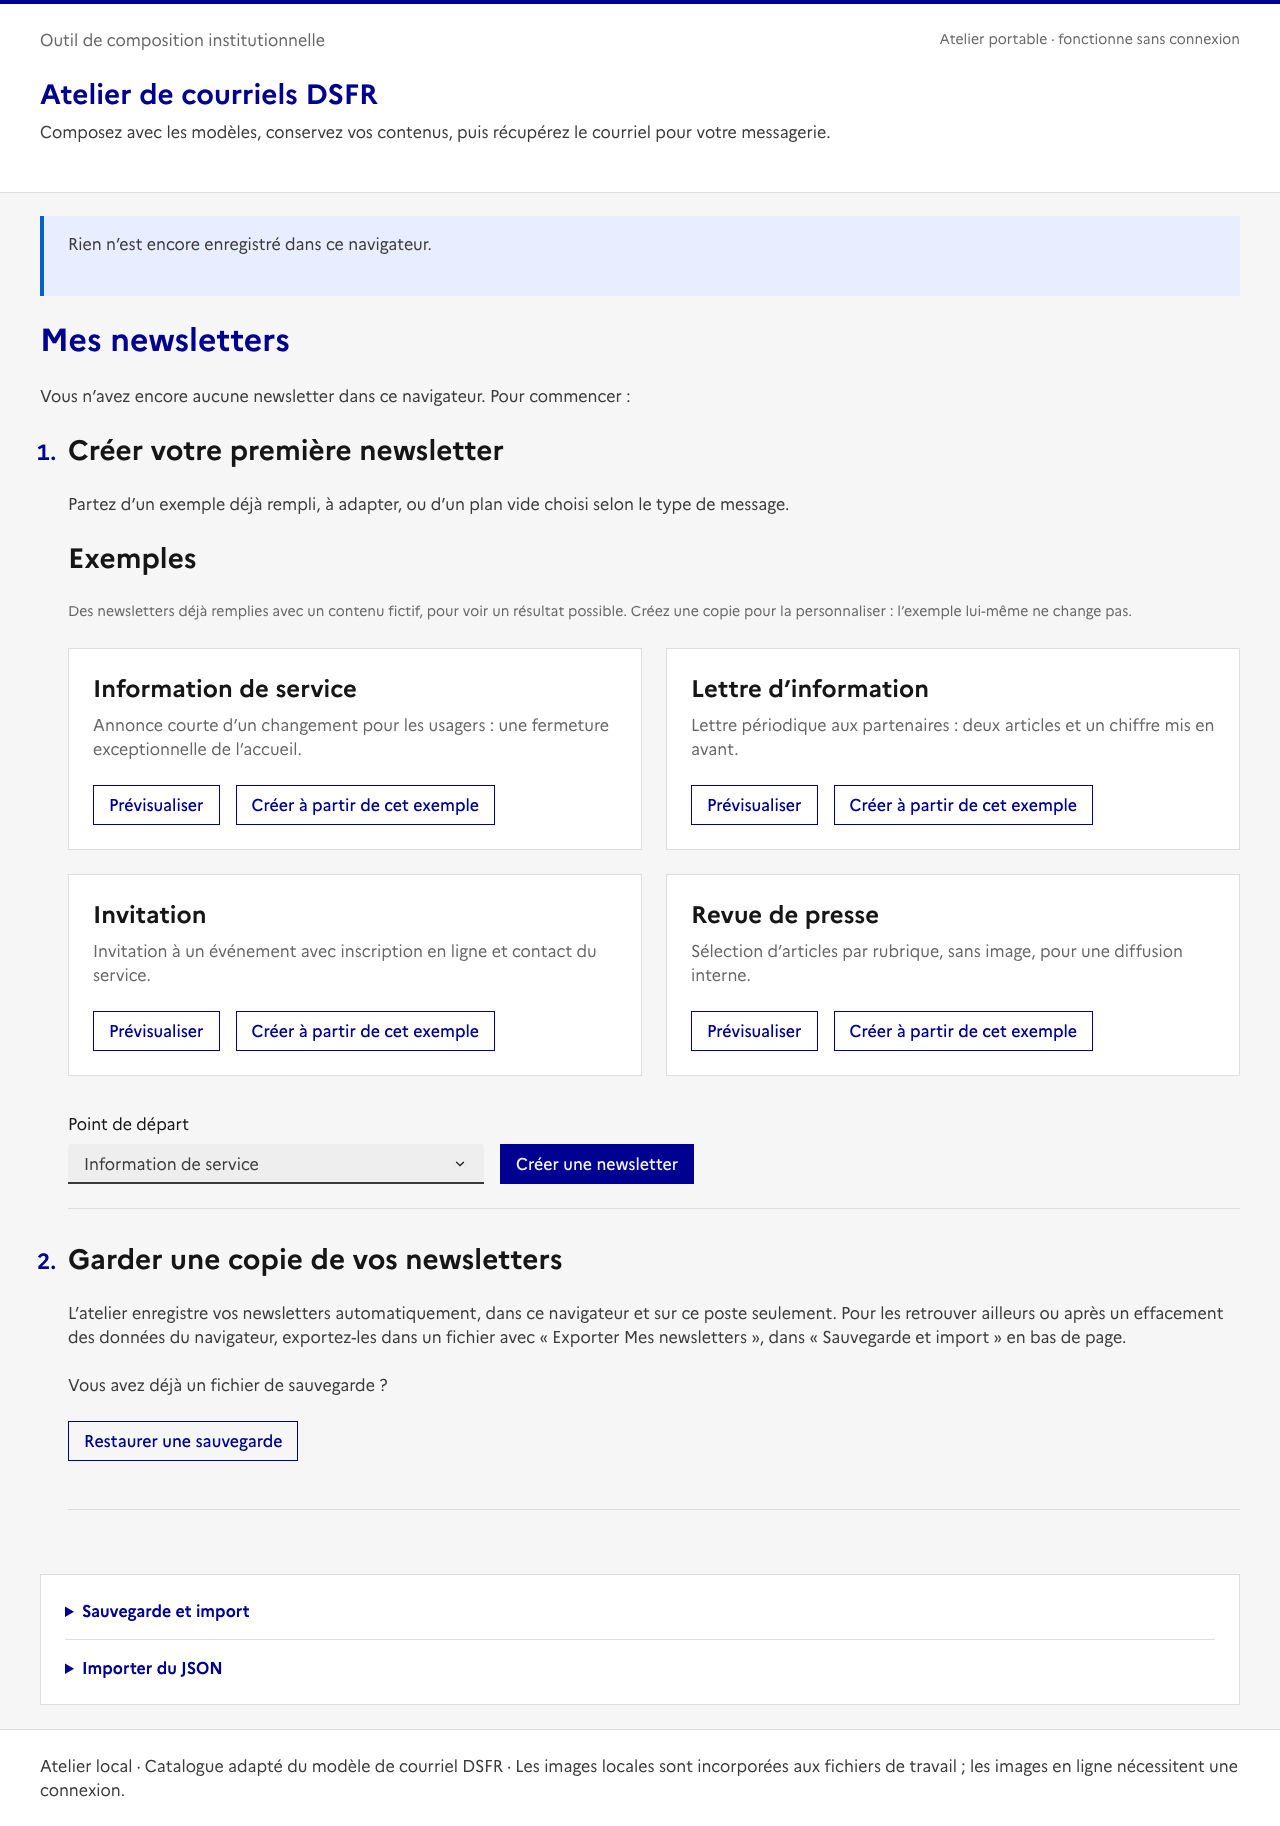 Outil de composition institutionnelle
Atelier portable · fonctionne sans connexion
Atelier de courriels DSFR
Composez avec les modèles, conservez vos contenus, puis récupérez le courriel pour votre messagerie.
Rien n’est encore enregistré dans ce navigateur.
Mes newsletters
Vous n’avez encore aucune newsletter dans ce navigateur. Pour commencer :
1. Créer votre première newsletter
Partez d’un exemple déjà rempli, à adapter, ou d’un plan vide choisi selon le type de message.
Exemples
Des newsletters déjà remplies avec un contenu fictif, pour voir un résultat possible. Créez une copie pour la personnaliser : l’exemple lui-même ne change pas.
Information de service
Annonce courte d’un changement pour les usagers : une fermeture
exceptionnelle de l’accueil.
Prévisualiser
Créer à partir de cet exemple
Lettre d’information
Lettre périodique aux partenaires : deux articles et un chiffre mis en
avant.
Prévisualiser
Créer à partir de cet exemple
Invitation
Invitation à un événement avec inscription en ligne et contact du
service.
Prévisualiser
Créer à partir de cet exemple
Revue de presse
Sélection d’articles par rubrique, sans image, pour une diffusion
interne.
Prévisualiser
Créer à partir de cet exemple
Point de départ
Information de service
Créer une newsletter
2. Garder une copie de vos newsletters
L’atelier enregistre vos newsletters automatiquement, dans ce navigateur et sur ce poste seulement. Pour les retrouver ailleurs ou après un effacement
des données du navigateur, exportez-les dans un fichier avec « Exporter Mes newsletters », dans « Sauvegarde et import » en bas de page.
Vous avez déjà un fichier de sauvegarde ?
Restaurer une sauvegarde
Sauvegarde et import
Importer du JSON
Atelier local · Catalogue adapté du modèle de courriel DSFR · Les images locales sont incorporées aux fichiers de travail ; les images en ligne nécessitent une
connexion.